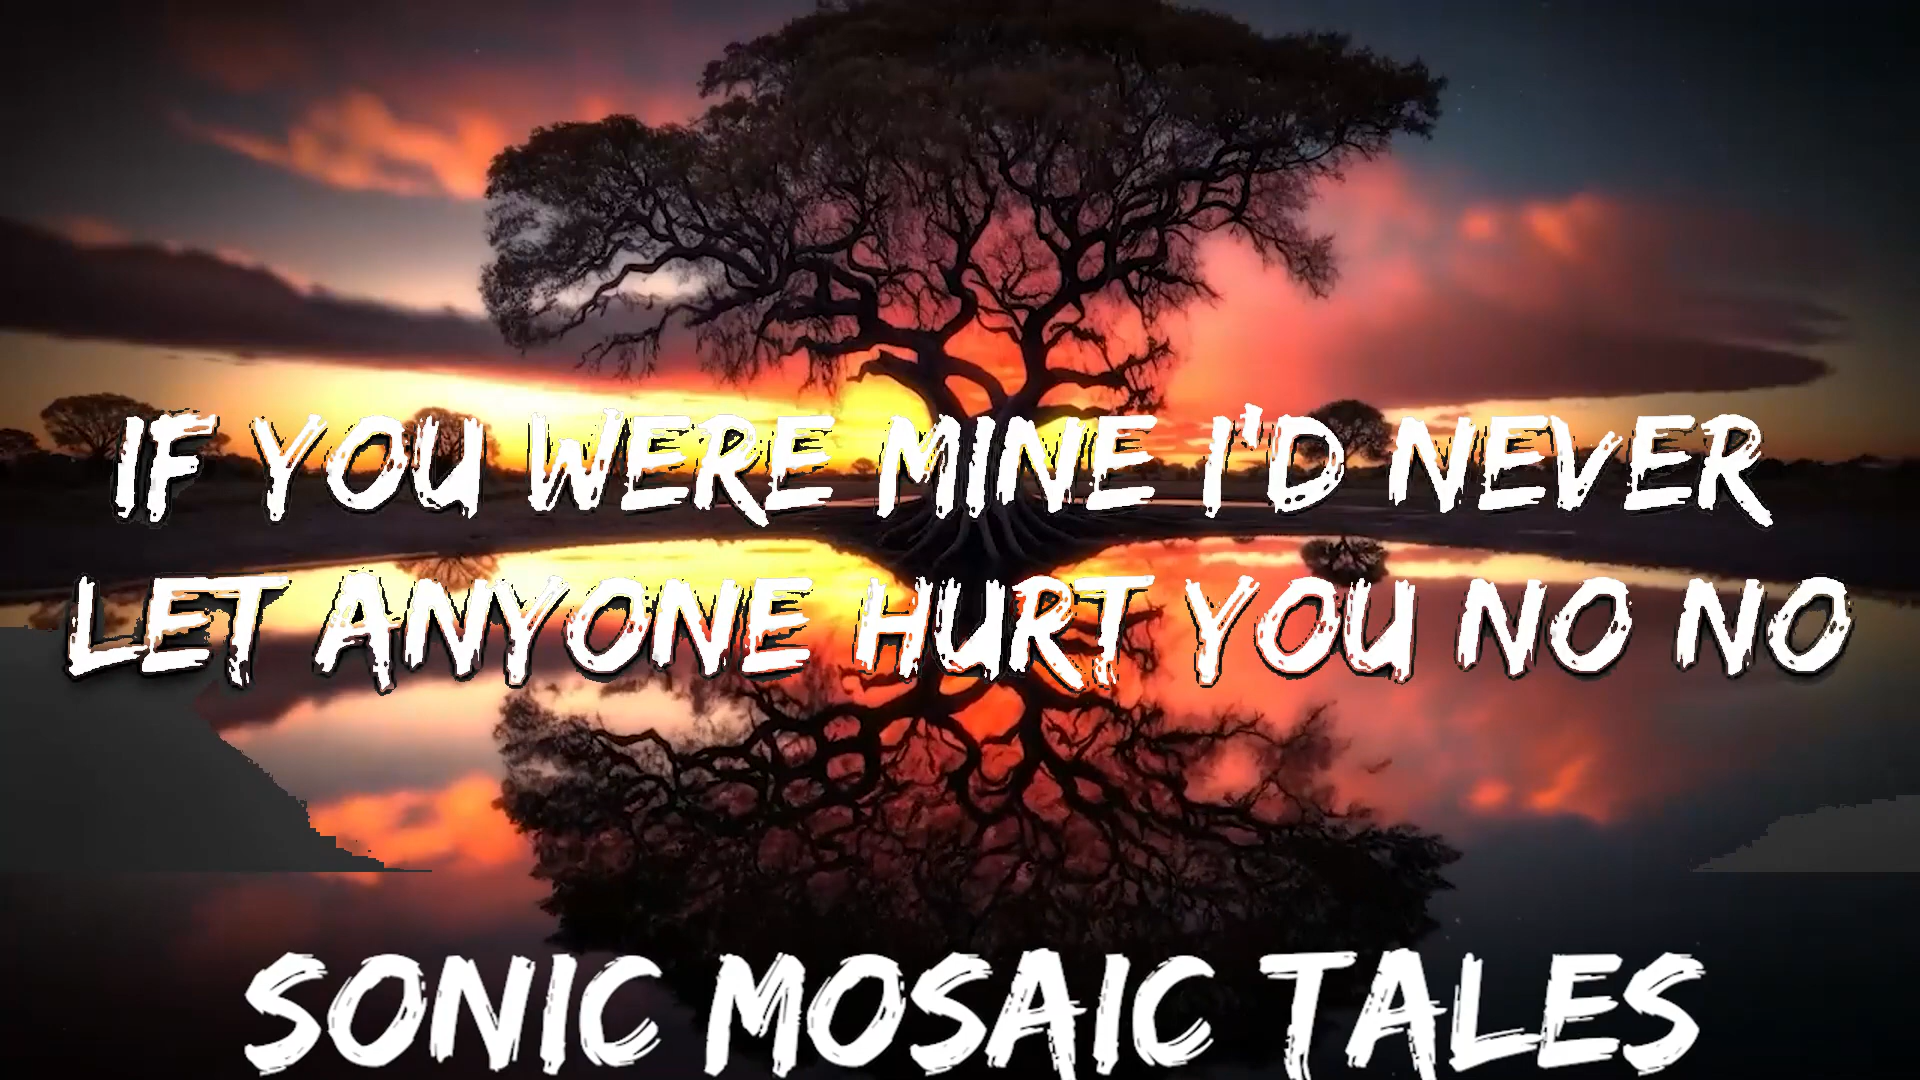 IF YOU WERE MINE I'D NEVER
LET ANYONE HURT YOU NO NO
SONIC MOSAIC TALES